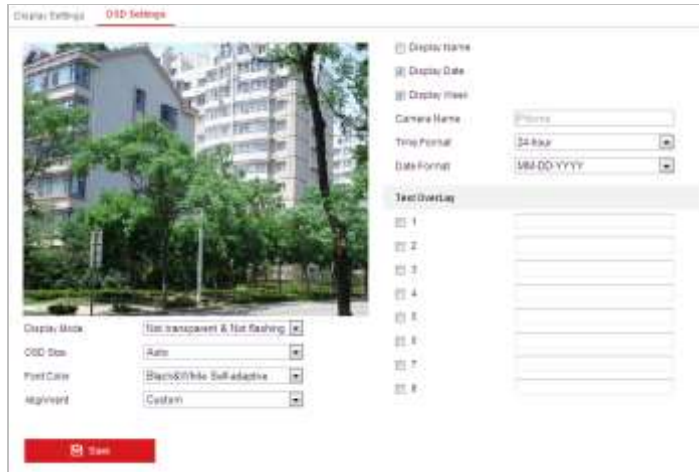 Display Settings
OSD Settings
Display Name
Display Date
Display Week
Camera Name
Time Format
24-hour
Date Format
MM-DD-YYYY
Text Overlay
1
2
3
4
5
6
7
8
Display Mode
Not transparent & Not flashing
OSD Size
Auto
Font Color
Black&White Self-adaptive
Alignment
Custom
Save